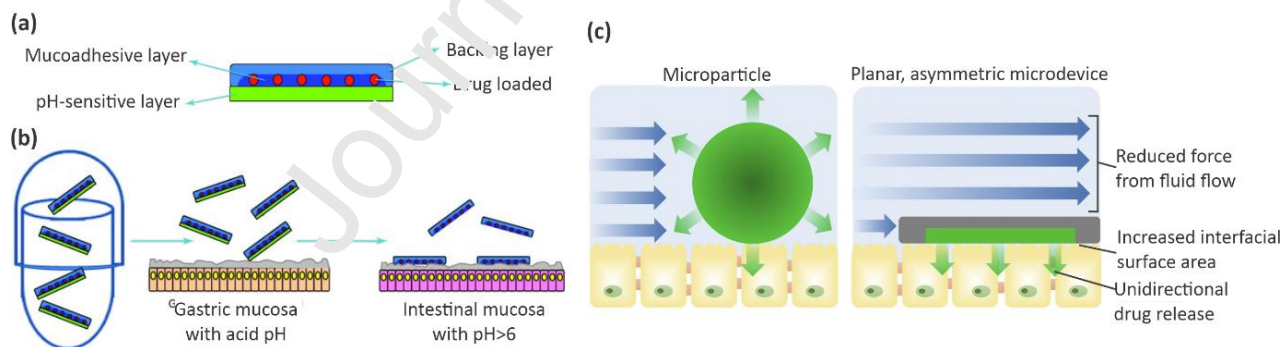 (a)
Mucoadhesive layer
pH-sensitive layer
Backing layer
Drug loaded
(b)
Gastric mucosa
with acid pH
Intestinal mucosa
with pH>6
(c)
Microparticle
Planar, asymmetric microdevice
Reduced force
from fluid flow
Increased interfacial
surface area
Unidirectional
drug release
Journ